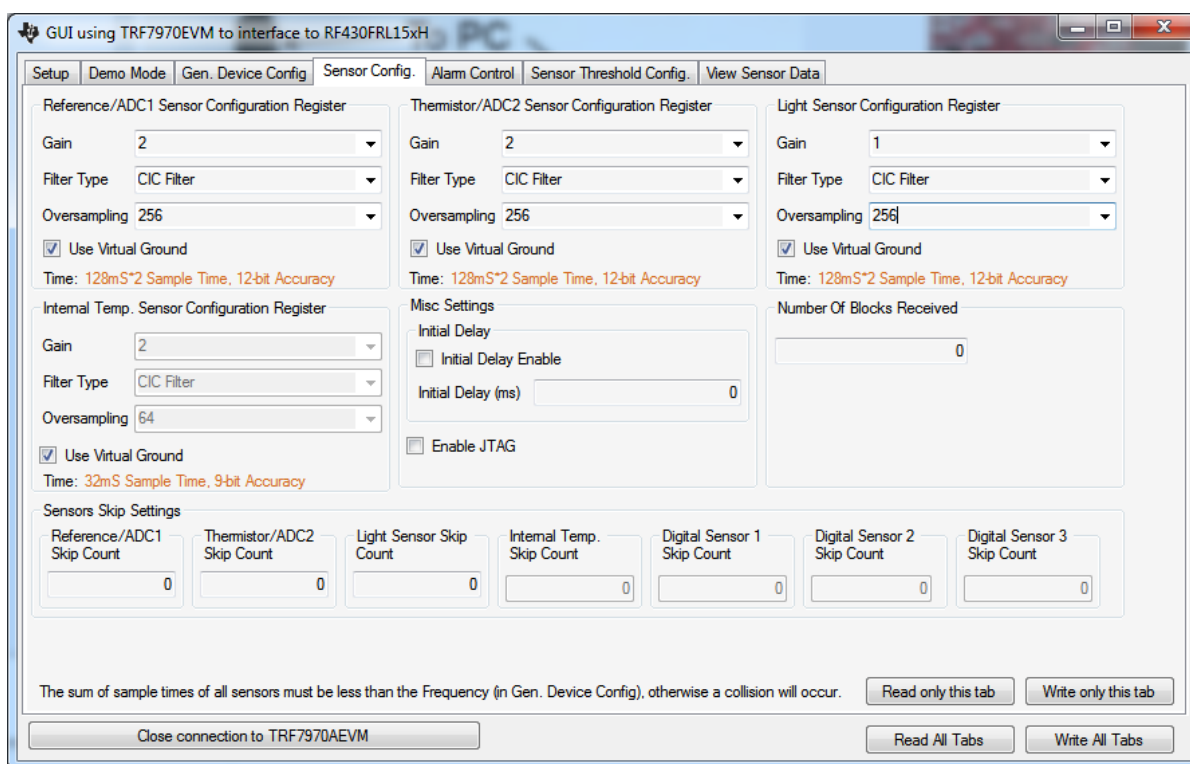 GUI using TRF7970EVM to interface to RF430FRL15xH
To PC
Setup Demo Mode Gen. Device Config Sensor Config. Alarm Control Sensor Threshold Config. View Sensor Data
Reference/ADC1 Sensor Configuration Register
Gain 2
Filter Type CIC Filter
Oversampling 256
Use Virtual Ground
Time: 128mS*2 Sample Time, 12-bit Accuracy
Thermistor/ADC2 Sensor Configuration Register
Gain 2
Filter Type CIC Filter
Oversampling 256
Use Virtual Ground
Time: 128mS*2 Sample Time, 12-bit Accuracy
Light Sensor Configuration Register
Gain 1
Filter Type CIC Filter
Oversampling 256
Use Virtual Ground
Time: 128mS*2 Sample Time, 12-bit Accuracy
Internal Temp. Sensor Configuration Register
Gain 2
Filter Type CIC Filter
Oversampling 64
Use Virtual Ground
Time: 32mS Sample Time, 9-bit Accuracy
Misc Settings
Initial Delay
Initial Delay Enable
Initial Delay (ms) 0
Enable JTAG
Number Of Blocks Received
0
Sensors Skip Settings
Reference/ADC1
Skip Count
0
Thermistor/ADC2
Skip Count
0
Light Sensor Skip
Count
0
Internal Temp.
Skip Count
0
Digital Sensor 1
Skip Count
0
Digital Sensor 2
Skip Count
0
Digital Sensor 3
Skip Count
0
The sum of sample times of all sensors must be less than the Frequency (in Gen. Device Config), otherwise a collision will occur.
Read only this tab Write only this tab
Close connection to TRF7970AEVM
Read All Tabs Write All Tabs